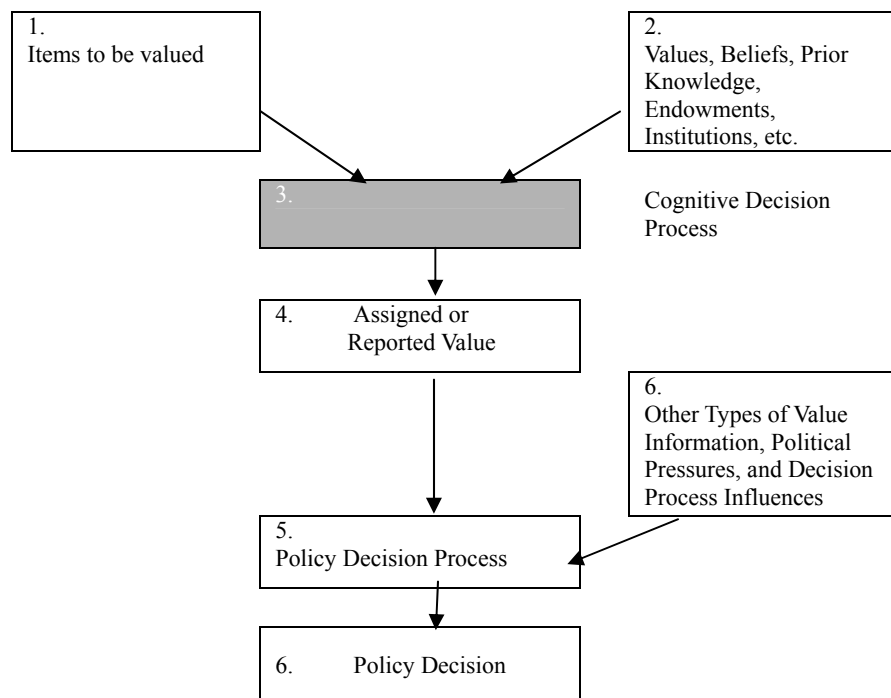 1.
Items to be valued
2.
Values, Beliefs, Prior
Knowledge,
Endowments,
Institutions, etc.
3.
Cognitive Decision
Process
4. Assigned or
Reported Value
6.
Other Types of Value
Information, Political
Pressures, and Decision
Process Influences
5.
Policy Decision Process
6. Policy Decision